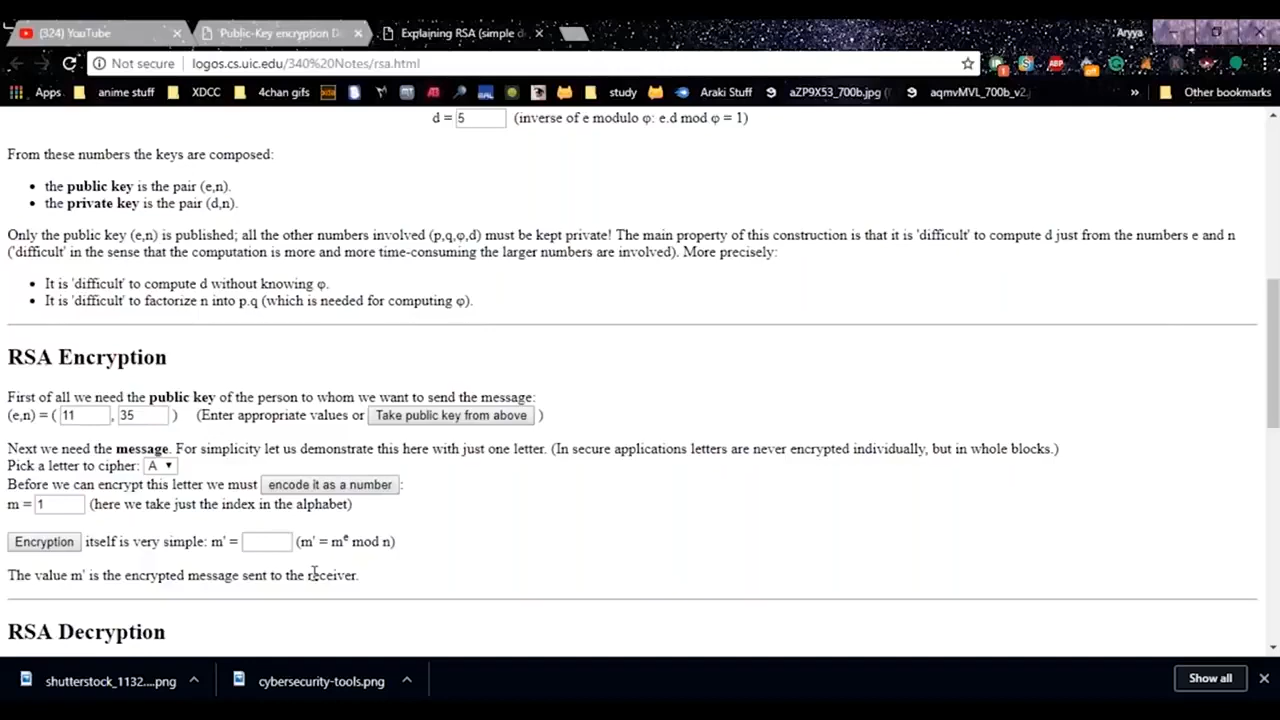 (324) YouTube
Public-Key encryption D
Explaining RSA (simple d
Aryya
Not secure
logos.cs.uic.edu/340%20Notes/rsa.html
Apps
anime stuff
XDCC
4chan gifs
study
Araki Stuff
aZP9X53_700b.jpg (
aqmvMVL_700b_v2.
»
Other bookmarks
d = 5 (inverse of e modulo φ: e.d mod φ = 1)
From these numbers the keys are composed:
• the public key is the pair (e,n).
• the private key is the pair (d,n).
Only the public key (e,n) is published; all the other numbers involved (p,q,φ,d) must be kept private! The main property of this construction is that it is 'difficult' to compute d just from the numbers e and n
('difficult' in the sense that the computation is more and more time-consuming the larger numbers are involved). More precisely:
• It is 'difficult' to compute d without knowing φ.
• It is 'difficult' to factorize n into p.q (which is needed for computing φ).
RSA Encryption
First of all we need the public key of the person to whom we want to send the message:
(e,n) = ( 11 , 35 ) (Enter appropriate values or Take public key from above )
Next we need the message. For simplicity let us demonstrate this here with just one letter. (In secure applications letters are never encrypted individually, but in whole blocks.)
Pick a letter to cipher: A
Before we can encrypt this letter we must encode it as a number :
m = 1 (here we take just the index in the alphabet)
Encryption itself is very simple: m' = (m' = mᵉ mod n)
The value m' is the encrypted message sent to the receiver.
RSA Decryption
shutterstock_1132....png
cybersecurity-tools.png
Show all